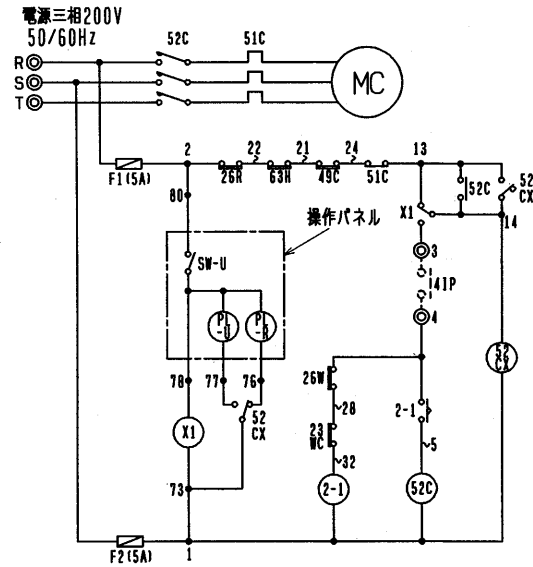 電源三相200V
50/60Hz
52C
51C
R
S
T
MC
2
22
21
24
13
F1(5A)
26R
63H
49C
51C
52C
52
CX
80
X1
14
操作パネル
SW-U
3
41P
4
PL
-U
PL
-R
52
CX
78
77
76
26W
28
2-1
52
CX
X1
23
WC
5
32
73
2-1
52C
F2(5A)
1